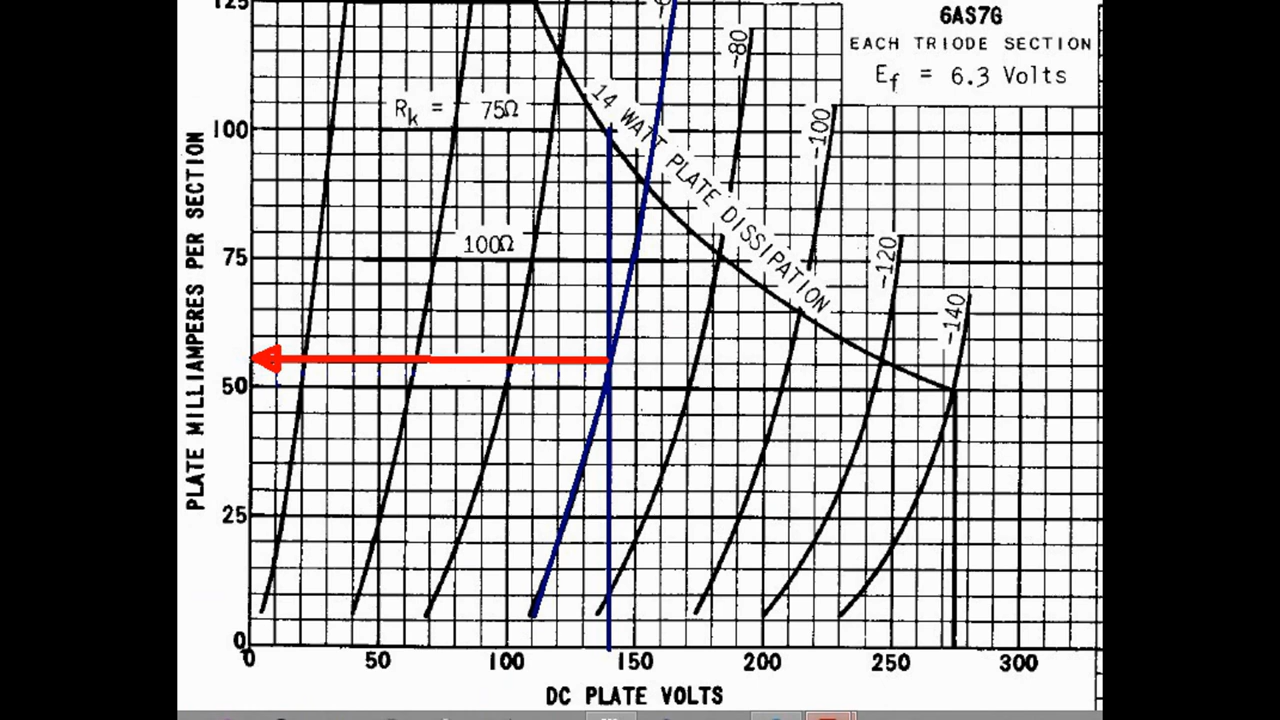 125
6AS7G
EACH TRIODE SECTION
Ef = 6.3 Volts
-80
-100
-120
-140
Rk = 75Ω
14 WATT PLATE DISSIPATION
100
100Ω
75
50
25
0
0 50 100 150 200 250 300
PLATE MILLIAMPERES PER SECTION
DC PLATE VOLTS